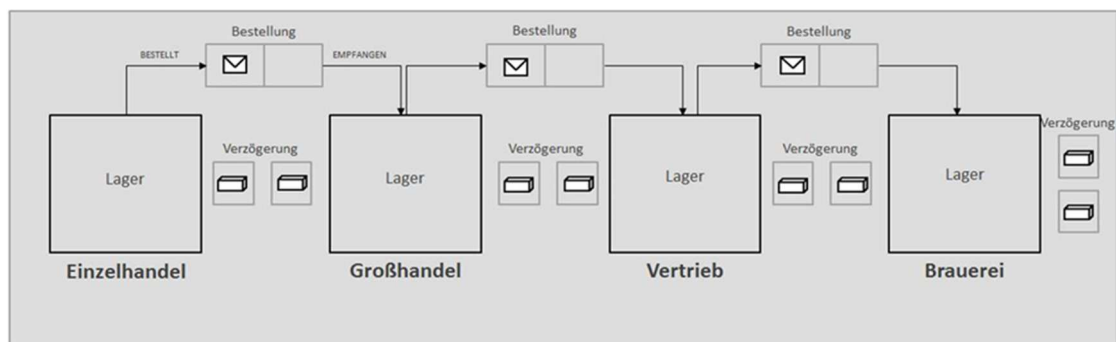 Bestellung
Bestellung
Bestellung
BESTELLT
EMPFANGEN
Verzögerung
Verzögerung
Verzögerung
Verzögerung
Lager
Lager
Lager
Lager
Einzelhandel
Großhandel
Vertrieb
Brauerei